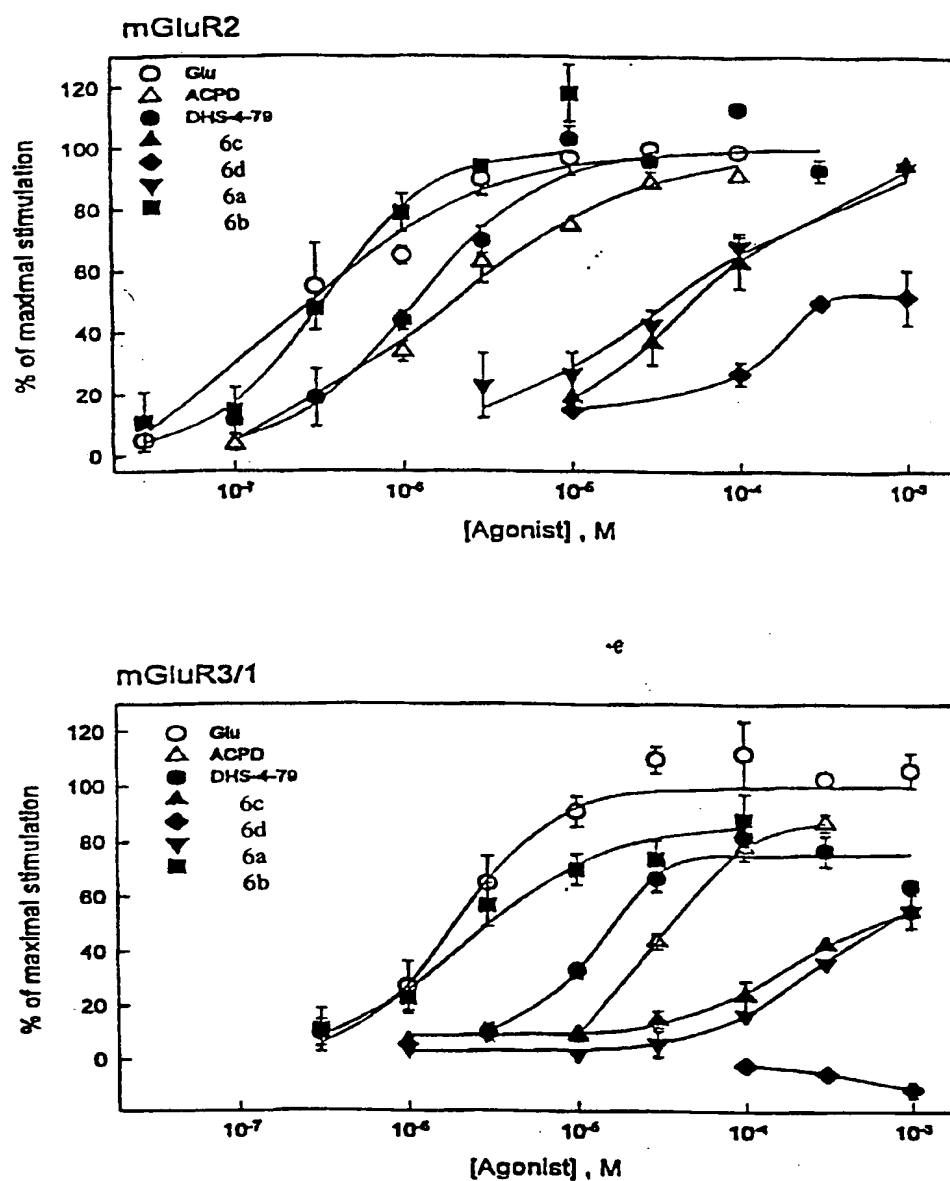 mGluR2
Glu
ACPD
DHS-4-79
6c
6d
6a
6b
% of maximal stimulation
120
100
80
60
40
20
0
10⁻⁷
10⁻⁶
10⁻⁵
10⁻⁴
10⁻³
[Agonist] , M
mGluR3/1
Glu
ACPD
DHS-4-79
6c
6d
6a
6b
% of maximal stimulation
120
100
80
60
40
20
0
10⁻⁷
10⁻⁶
10⁻⁵
10⁻⁴
10⁻³
[Agonist] , M